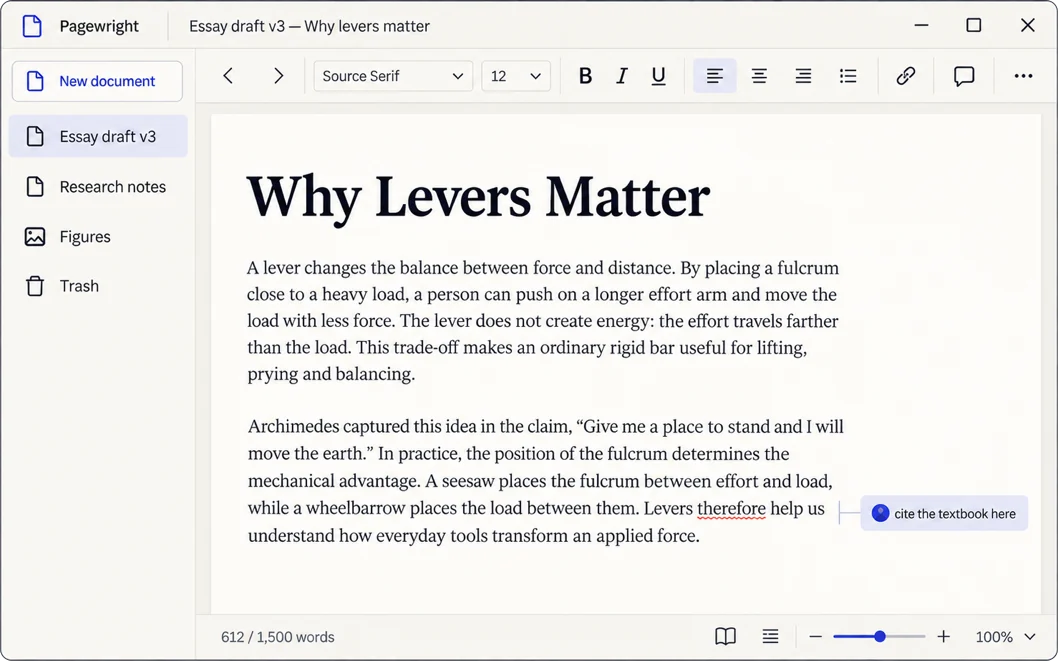 Pagewright
Essay draft v3 — Why levers matter
New document
Essay draft v3
Research notes
Figures
Trash
Source Serif
12
B I U
Why Levers Matter
A lever changes the balance between force and distance. By placing a fulcrum
close to a heavy load, a person can push on a longer effort arm and move the
load with less force. The lever does not create energy: the effort travels farther
than the load. This trade-off makes an ordinary rigid bar useful for lifting,
prying and balancing.
Archimedes captured this idea in the claim, “Give me a place to stand and I will
move the earth.” In practice, the position of the fulcrum determines the
mechanical advantage. A seesaw places the fulcrum between effort and load,
while a wheelbarrow places the load between them. Levers therefore help us
understand how everyday tools transform an applied force.
cite the textbook here
612 / 1,500 words
100%